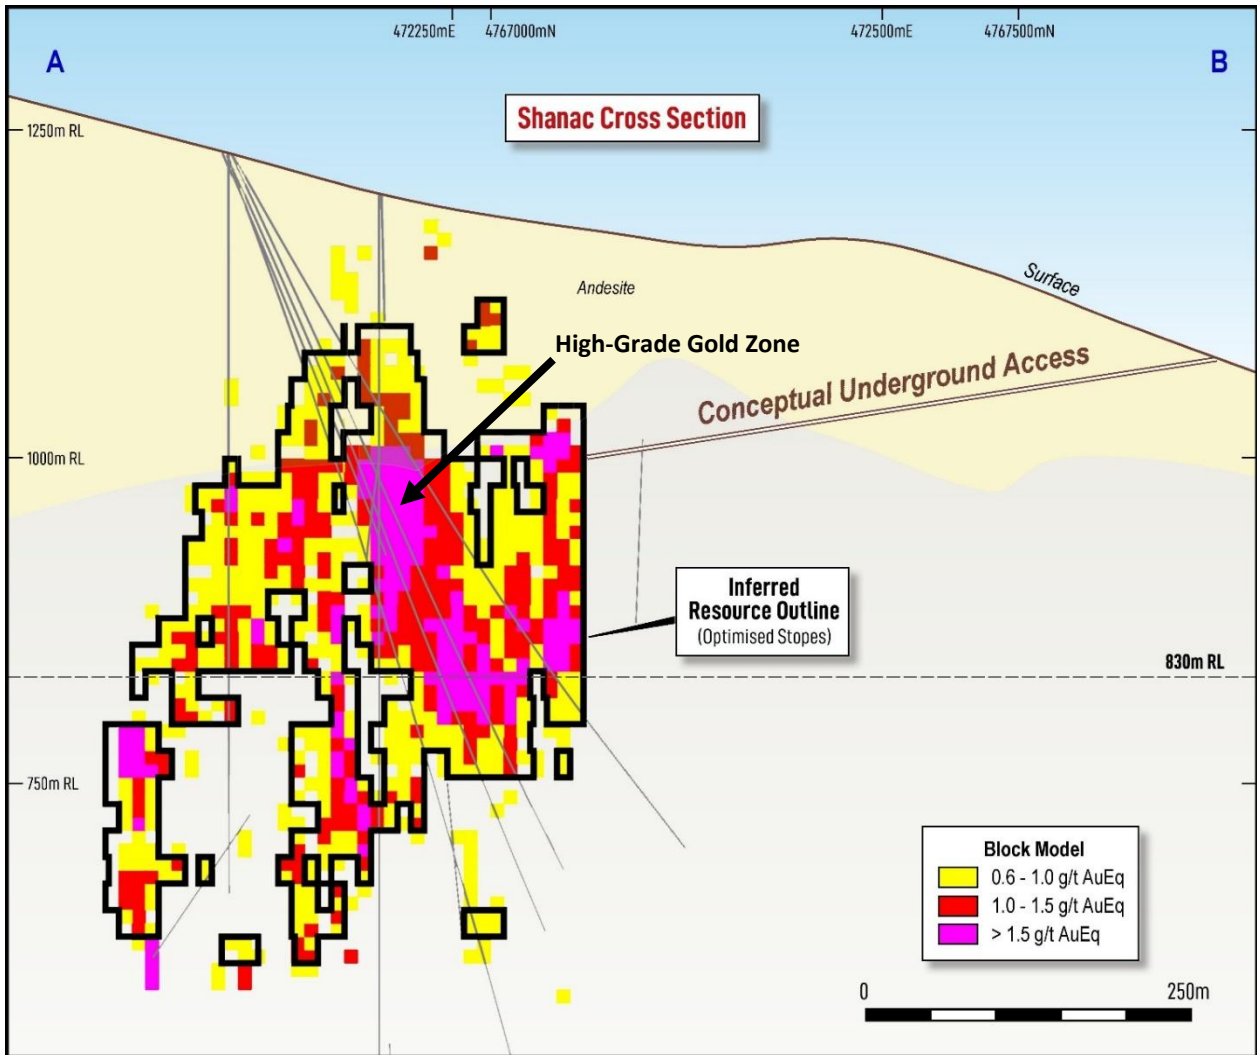 472250mE
4767000mN
472500mE
4767500mN
A
B
Shanac Cross Section
1250m RL
Surface
Andesite
High-Grade Gold Zone
Conceptual Underground Access
1000m RL
Inferred
Resource Outline
(Optimised Stopes)
830m RL
750m RL
Block Model
0.6 - 1.0 g/t AuEq
1.0 - 1.5 g/t AuEq
> 1.5 g/t AuEq
0
250m